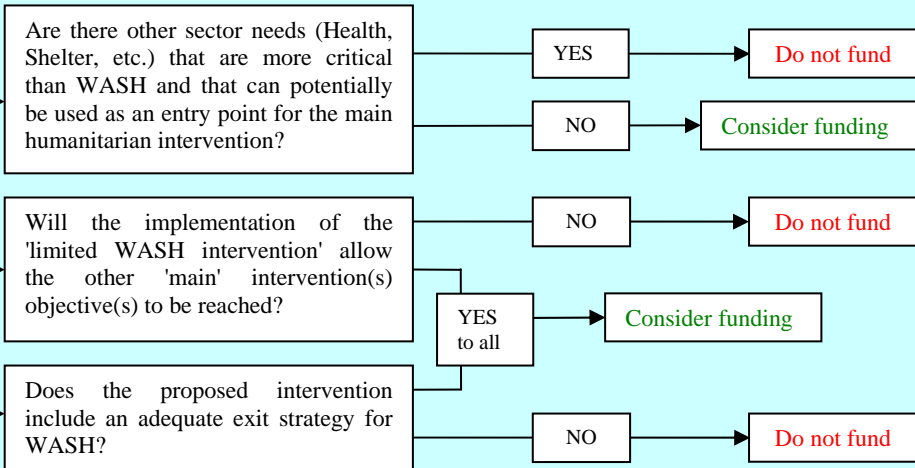 Are there other sector needs (Health,
Shelter, etc.) that are more critical
than WASH and that can potentially
be used as an entry point for the main
humanitarian intervention?
YES
Do not fund
NO
Consider funding
Will the implementation of the
'limited WASH intervention' allow
the other 'main' intervention(s)
objective(s) to be reached?
NO
Do not fund
YES
to all
Consider funding
Does the proposed intervention
include an adequate exit strategy for
WASH?
NO
Do not fund